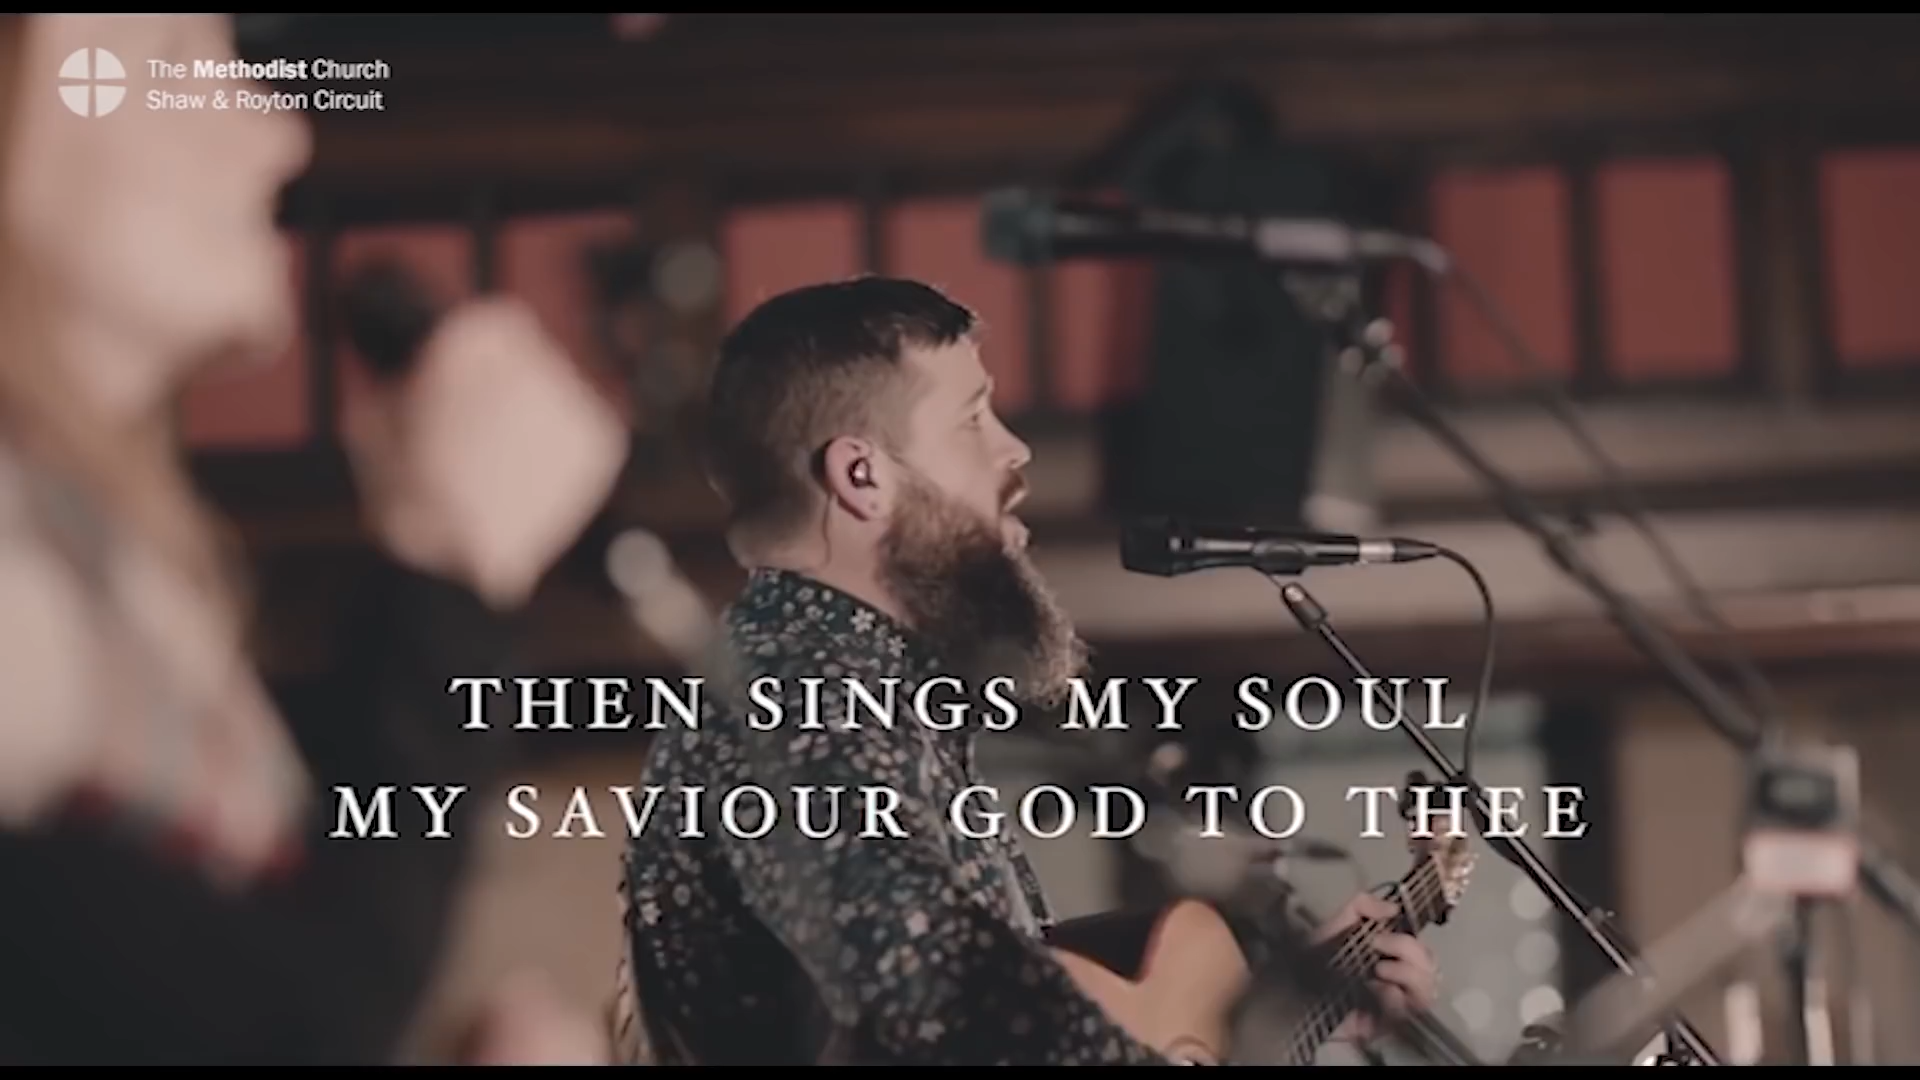 The Methodist Church
Shaw & Royton Circuit
THEN SINGS MY SOUL
MY SAVIOUR GOD TO THEE